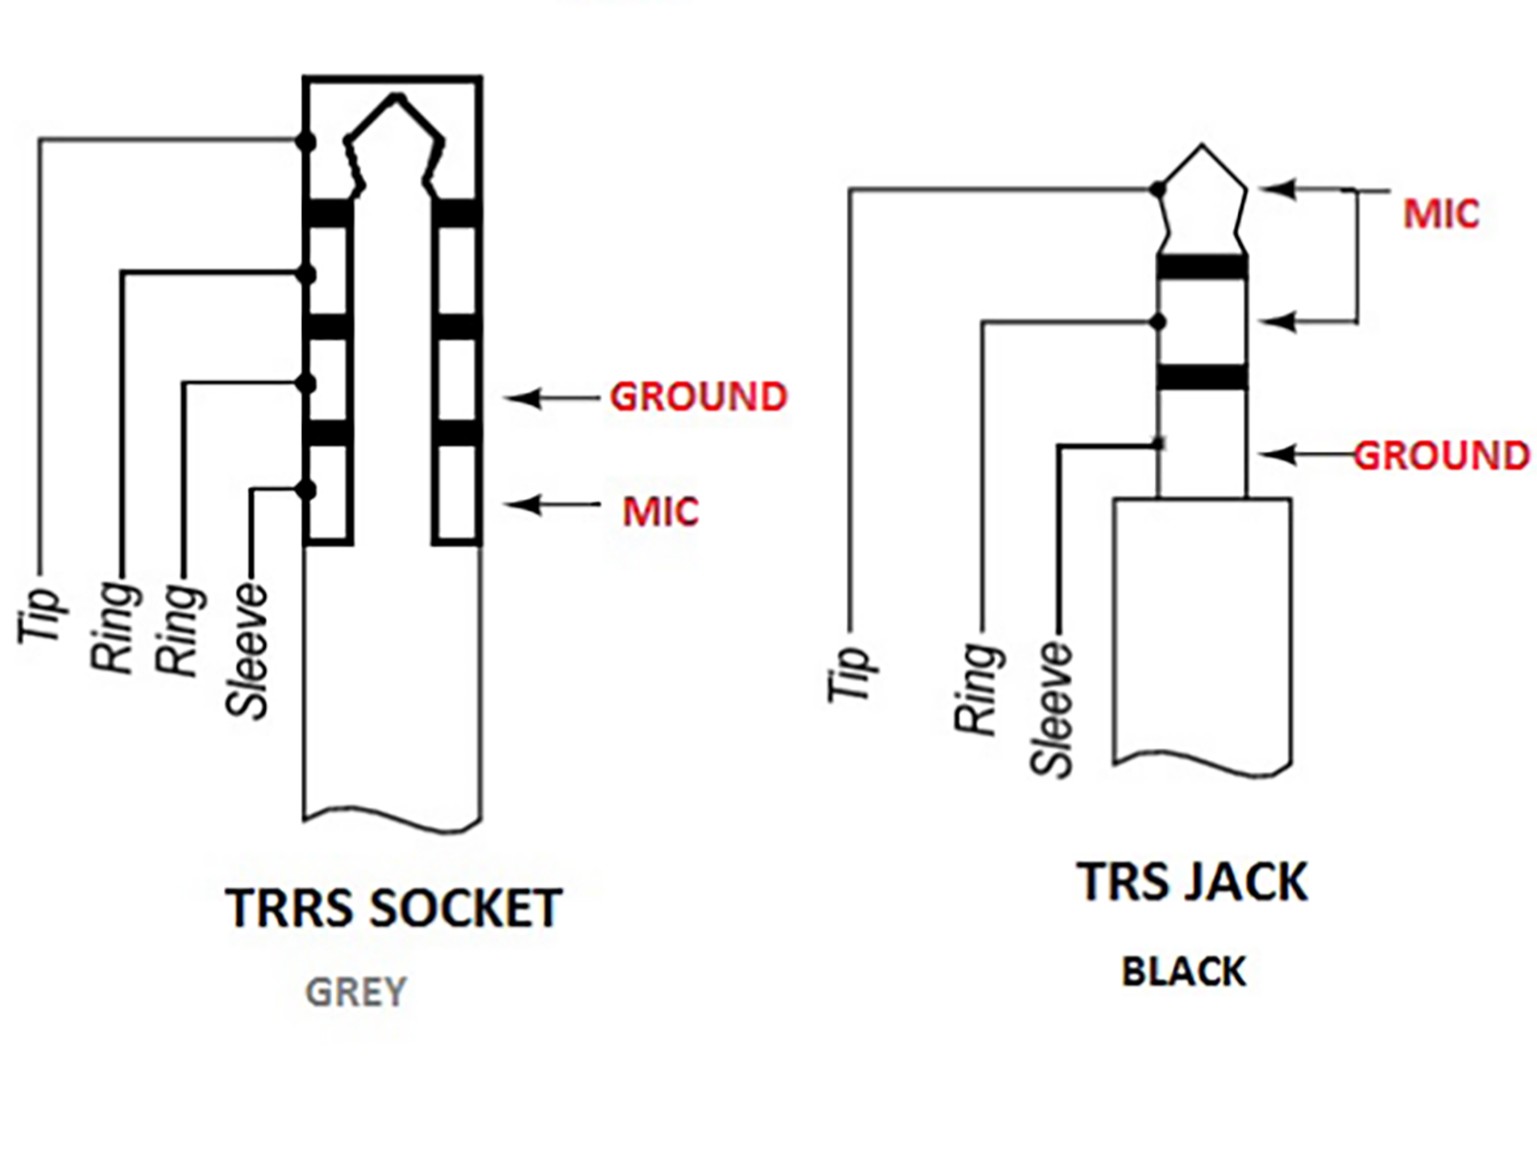 MIC
GROUND
MIC
GROUND
Tip
Ring
Ring
Sleeve
Tip
Ring
Sleeve
TRRS SOCKET
GREY
TRS JACK
BLACK